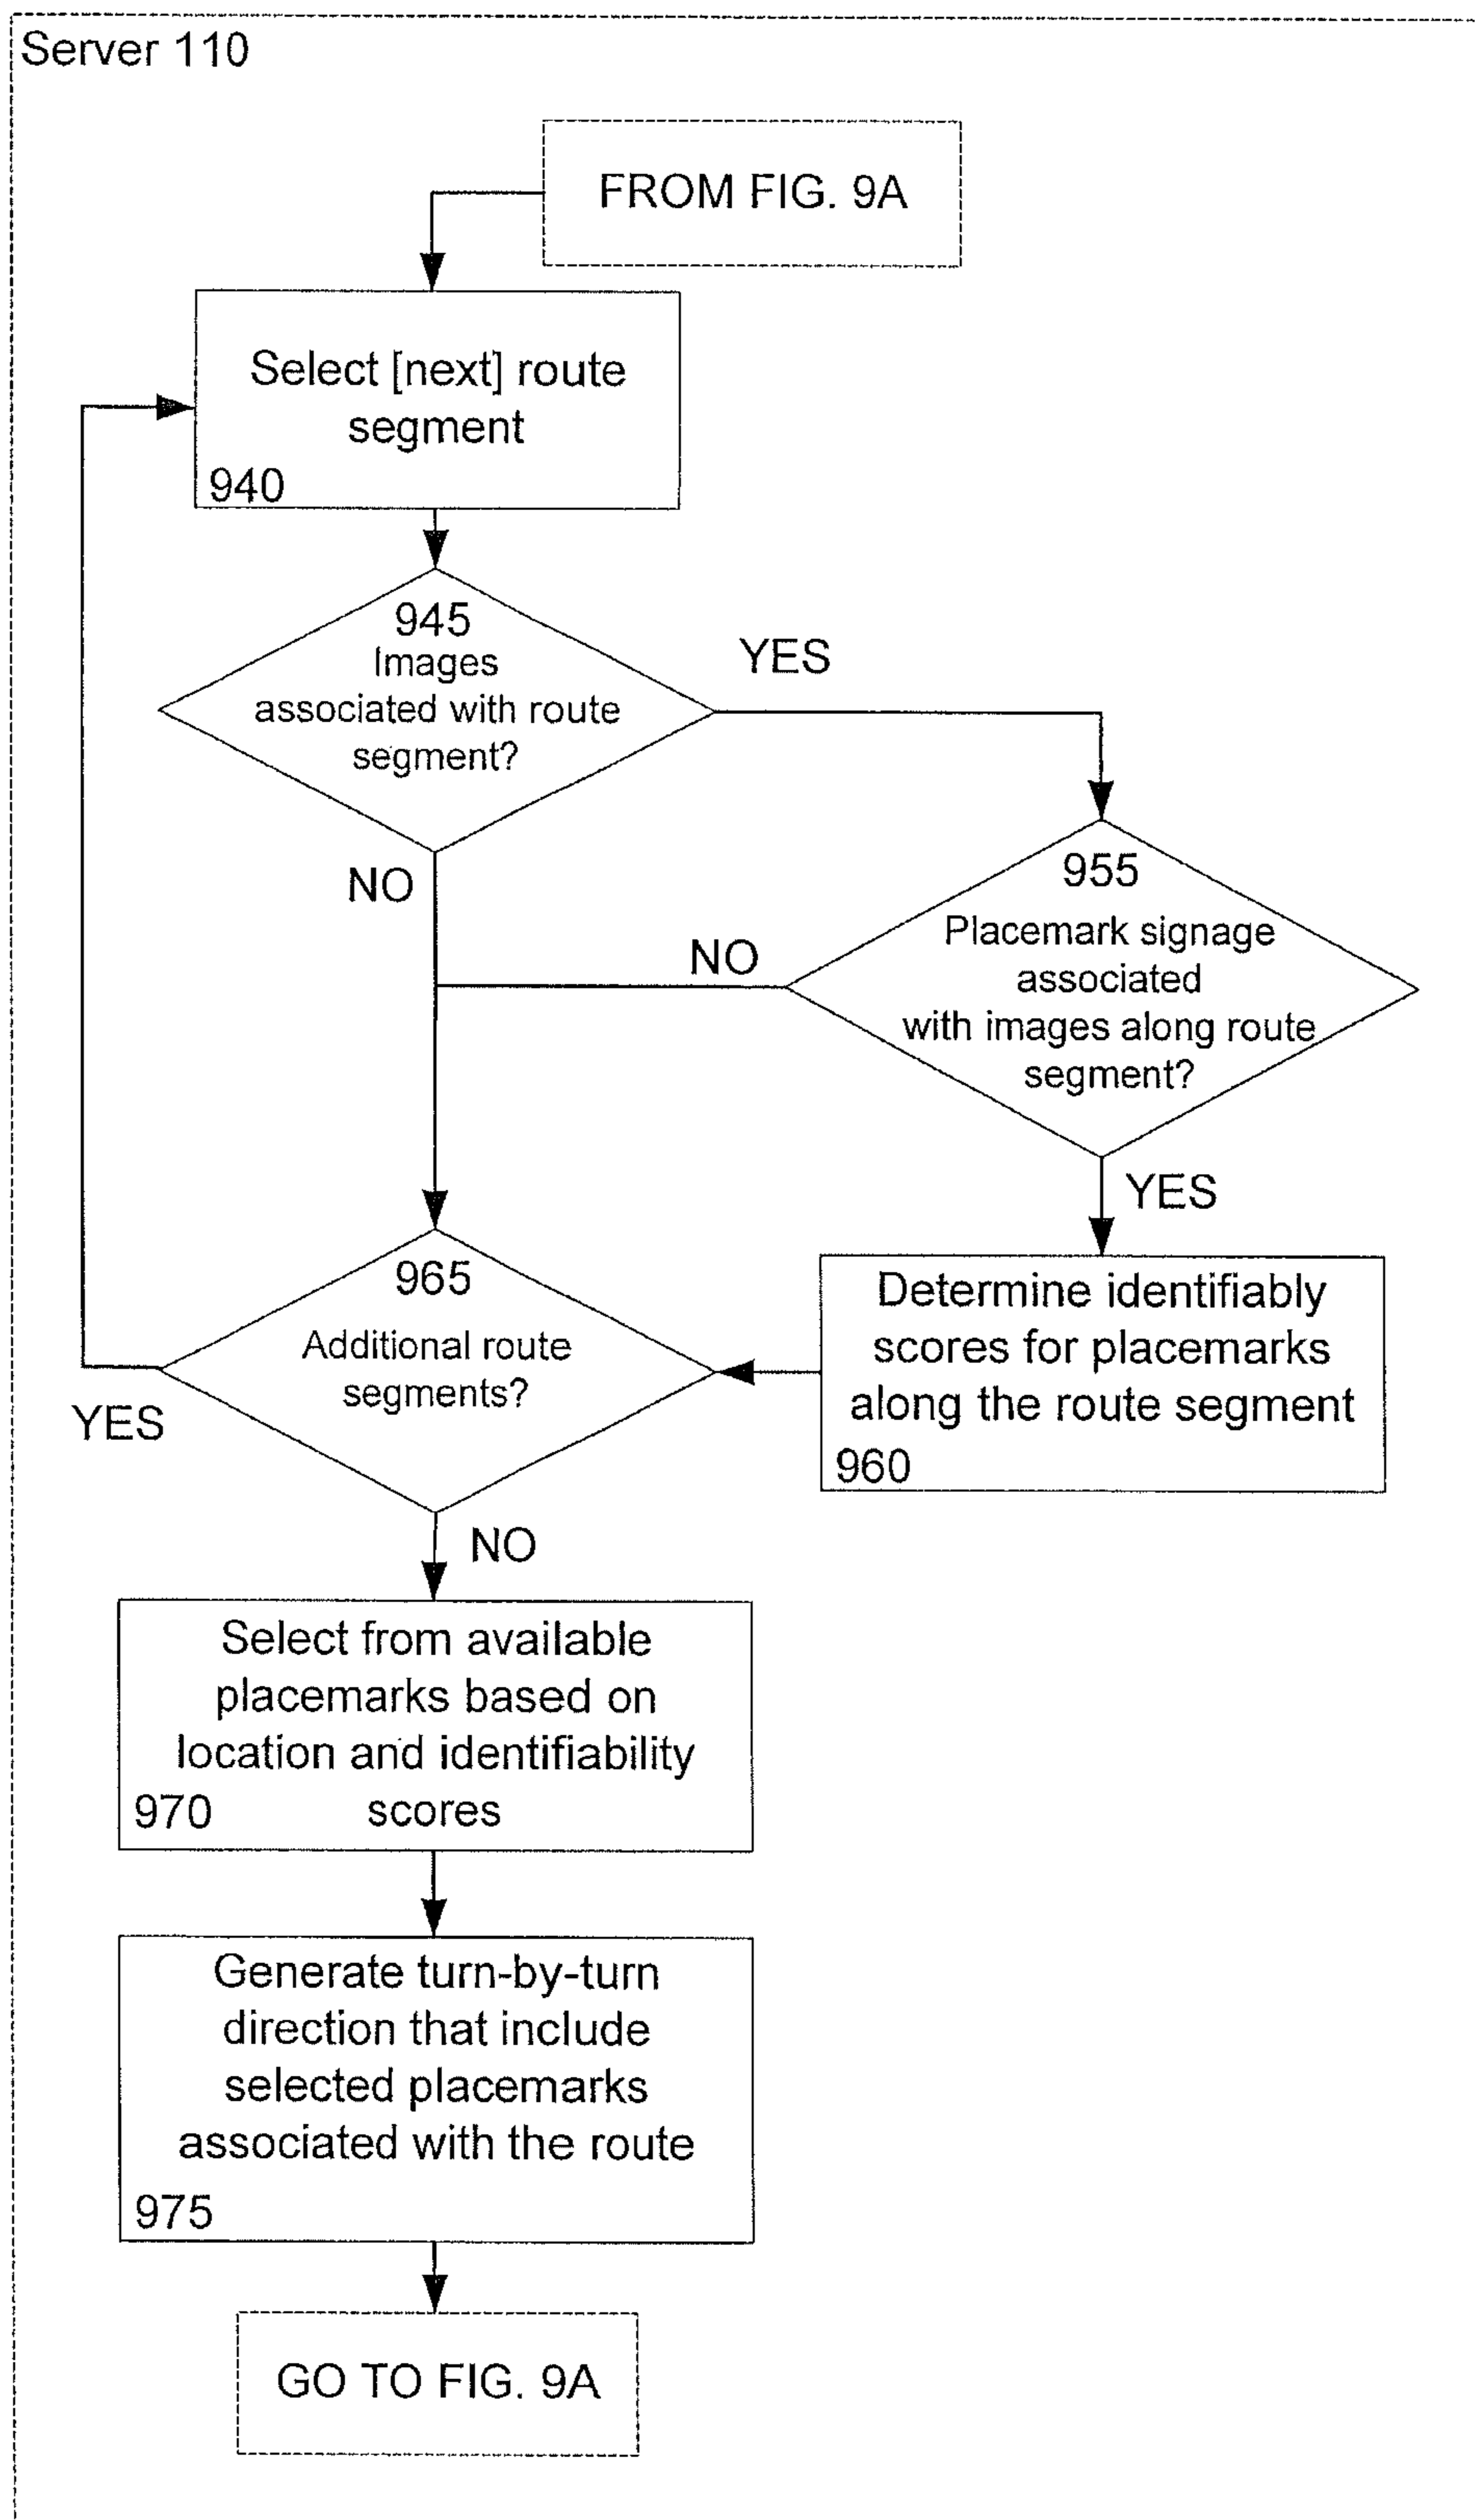 Server 110
FROM FIG. 9A
Select [next] route
segment
940
945
Images
associated with route
segment?
YES
NO
955
Placemark signage
associated
with images along route
segment?
NO
YES
965
Additional route
segments?
YES
Determine identifiably
scores for placemarks
along the route segment
960
NO
Select from available
placemarks based on
location and identifiability
970 scores
Generate turn-by-turn
direction that include
selected placemarks
associated with the route
975
GO TO FIG. 9A